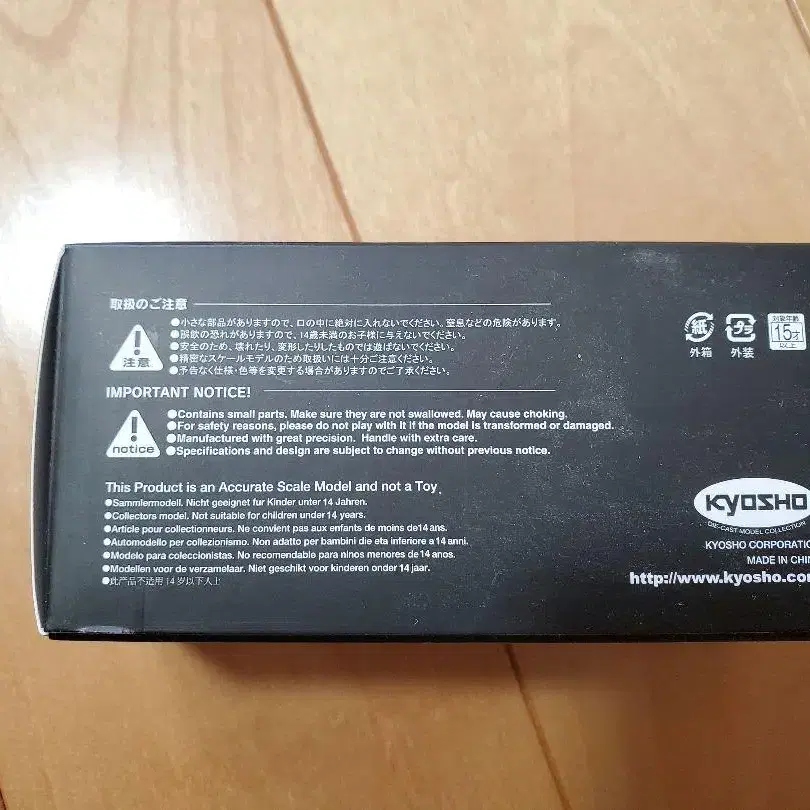 取扱のご注意
注意
●小さな部品がありますので、口の中に絶対に入れないでください。窒息などの危険があります。
●誤飲の恐れがありますので、14歳未満のお子様に与えないでください。
●安全のため、壊れたり、変形したりしたものでは遊ばないでください。
●精密なスケールモデルのため取扱いには十分ご注意ください。
●予告なく仕様・色等を変更する場合がありますのでご了承ください。
IMPORTANT NOTICE!
notice
●Contains small parts. Make sure they are not swallowed. May cause choking.
●For safety reasons, please do not play with it if the model is transformed or damaged.
●Manufactured with great precision. Handle with extra care.
●Specifications and design are subject to change without previous notice.
This Product is an Accurate Scale Model and not a Toy.
●Sammlermodell. Nicht geeignet fur Kinder unter 14 Jahren.
●Collectors model. Not suitable for children under 14 years.
●Article pour collectionneurs. Ne convient pas aux enfants de moins de14 ans.
●Automodello per collezionismo. Non adatto per bambini die eta inferiore a 14 anni.
●Modelo para coleccionistas. No recomendable para ninos menores de14 anos.
●Modellen voor de verzamelaar. Niet geschikt voor kinderen onder 14 jaar.
●此产品不适用 14 岁以下人士
紙
外箱
プラ
外装
対象年齢
15才
以上
KYOSHO
DIE-CAST MODEL COLLECTION
KYOSHO CORPORATIO
MADE IN CHIN
http://www.kyosho.co